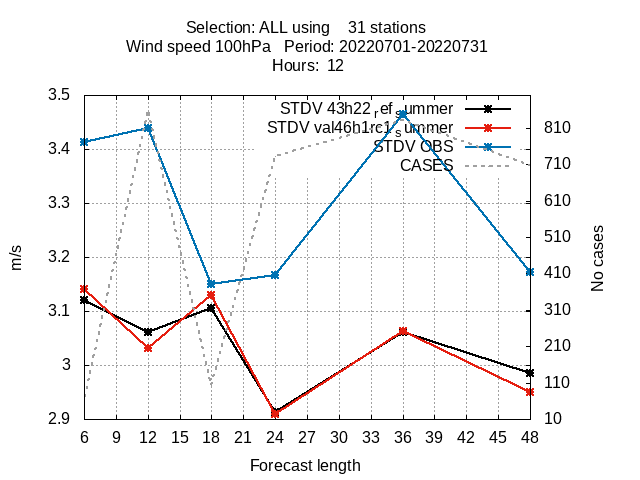 Selection: ALL using    31 stations
Wind speed 100hPa   Period: 20220701-20220731
Hours:  12
3.5
3.4
3.3
3.2
3.1
3
2.9
m/s
STDV 43h22_ref_summer
STDV val46h1rc1_summer
STDV OBS
CASES
810
710
610
510
410
310
210
110
10
No cases
6 9 12 15 18 21 24 27 30 33 36 39 42 45 48
Forecast length